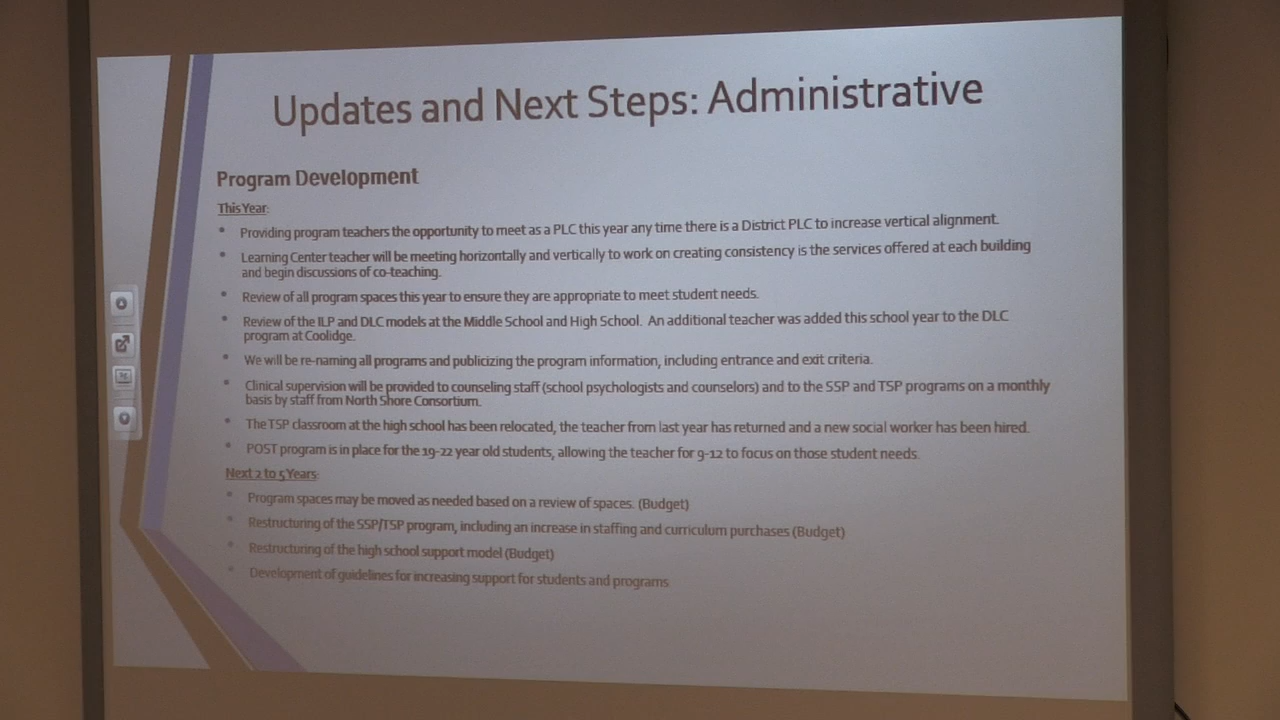 Updates and Next Steps: Administrative
Program Development
This Year:
• Providing program teachers the opportunity to meet as a PLC this year any time there is a District PLC to increase vertical alignment.
• Learning Center teacher will be meeting horizontally and vertically to work on creating consistency is the services offered at each building
and begin discussions of co-teaching.
• Review of all program spaces this year to ensure they are appropriate to meet student needs.
• Review of the ILP and DLC models at the Middle School and High School. An additional teacher was added this school year to the DLC
program at Coolidge.
• We will be re-naming all programs and publicizing the program information, including entrance and exit criteria.
• Clinical supervision will be provided to counseling staff (school psychologists and counselors) and to the SSP and TSP programs on a monthly
basis by staff from North Shore Consortium.
• The TSP classroom at the high school has been relocated, the teacher from last year has returned and a new social worker has been hired.
• POST program is in place for the 19-22 year old students, allowing the teacher for 9-12 to focus on those student needs.
Next 2 to 5 Years:
• Program spaces may be moved as needed based on a review of spaces. (Budget)
• Restructuring of the SSP/TSP program, including an increase in staffing and curriculum purchases (Budget)
• Restructuring of the high school support model (Budget)
• Development of guidelines for increasing support for students and programs